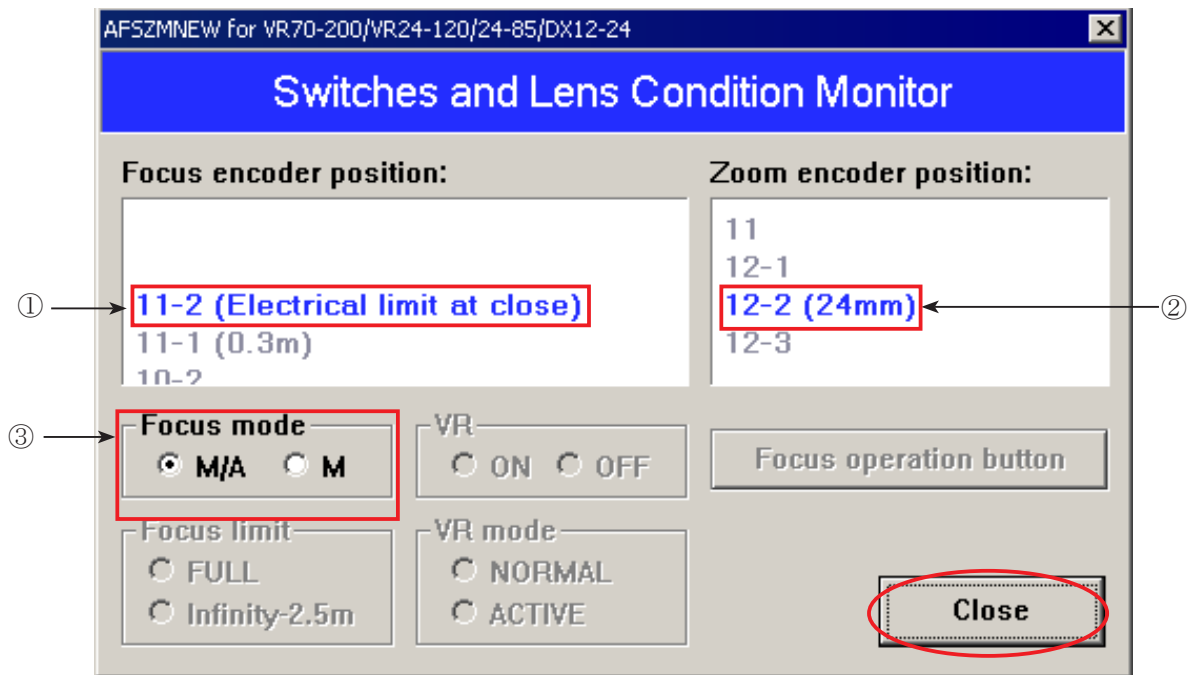 AFSZMNEW for VR70-200/VR24-120/24-85/DX12-24
Switches and Lens Condition Monitor
Focus encoder position:
11-2 (Electrical limit at close)
11-1 (0.3m)
10-2
Zoom encoder position:
11
12-1
12-2 (24mm)
12-3
①
②
③
Focus mode
M/A M
VR
ON OFF
Focus operation button
Focus limit
FULL
Infinity-2.5m
VR mode
NORMAL
ACTIVE
Close